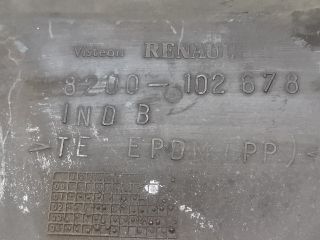 Visteon RENAULT
8200-102 678
IND B
>TE EPDM(PP)<